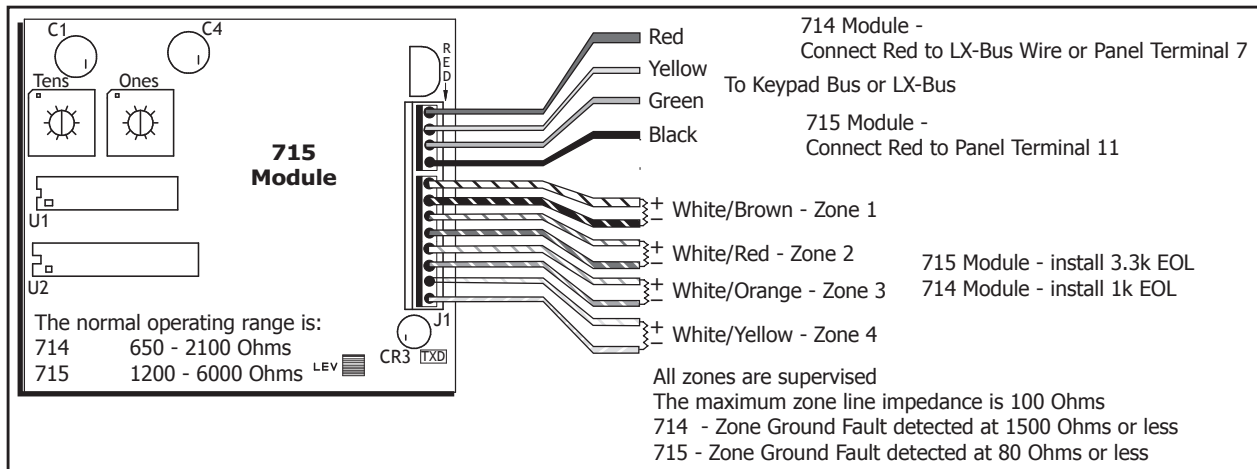 C1
C4
Tens
Ones
RED
715
Module
U1
U2
The normal operating range is:
714 650 - 2100 Ohms
715 1200 - 6000 Ohms
LEV
CR3
TXD
J1
Red
Yellow
Green
Black
714 Module -
Connect Red to LX-Bus Wire or Panel Terminal 7
To Keypad Bus or LX-Bus
715 Module -
Connect Red to Panel Terminal 11
+
–
White/Brown - Zone 1
+
–
White/Red - Zone 2
+
–
White/Orange - Zone 3
+
–
White/Yellow - Zone 4
715 Module - install 3.3k EOL
714 Module - install 1k EOL
All zones are supervised
The maximum zone line impedance is 100 Ohms
714 - Zone Ground Fault detected at 1500 Ohms or less
715 - Zone Ground Fault detected at 80 Ohms or less